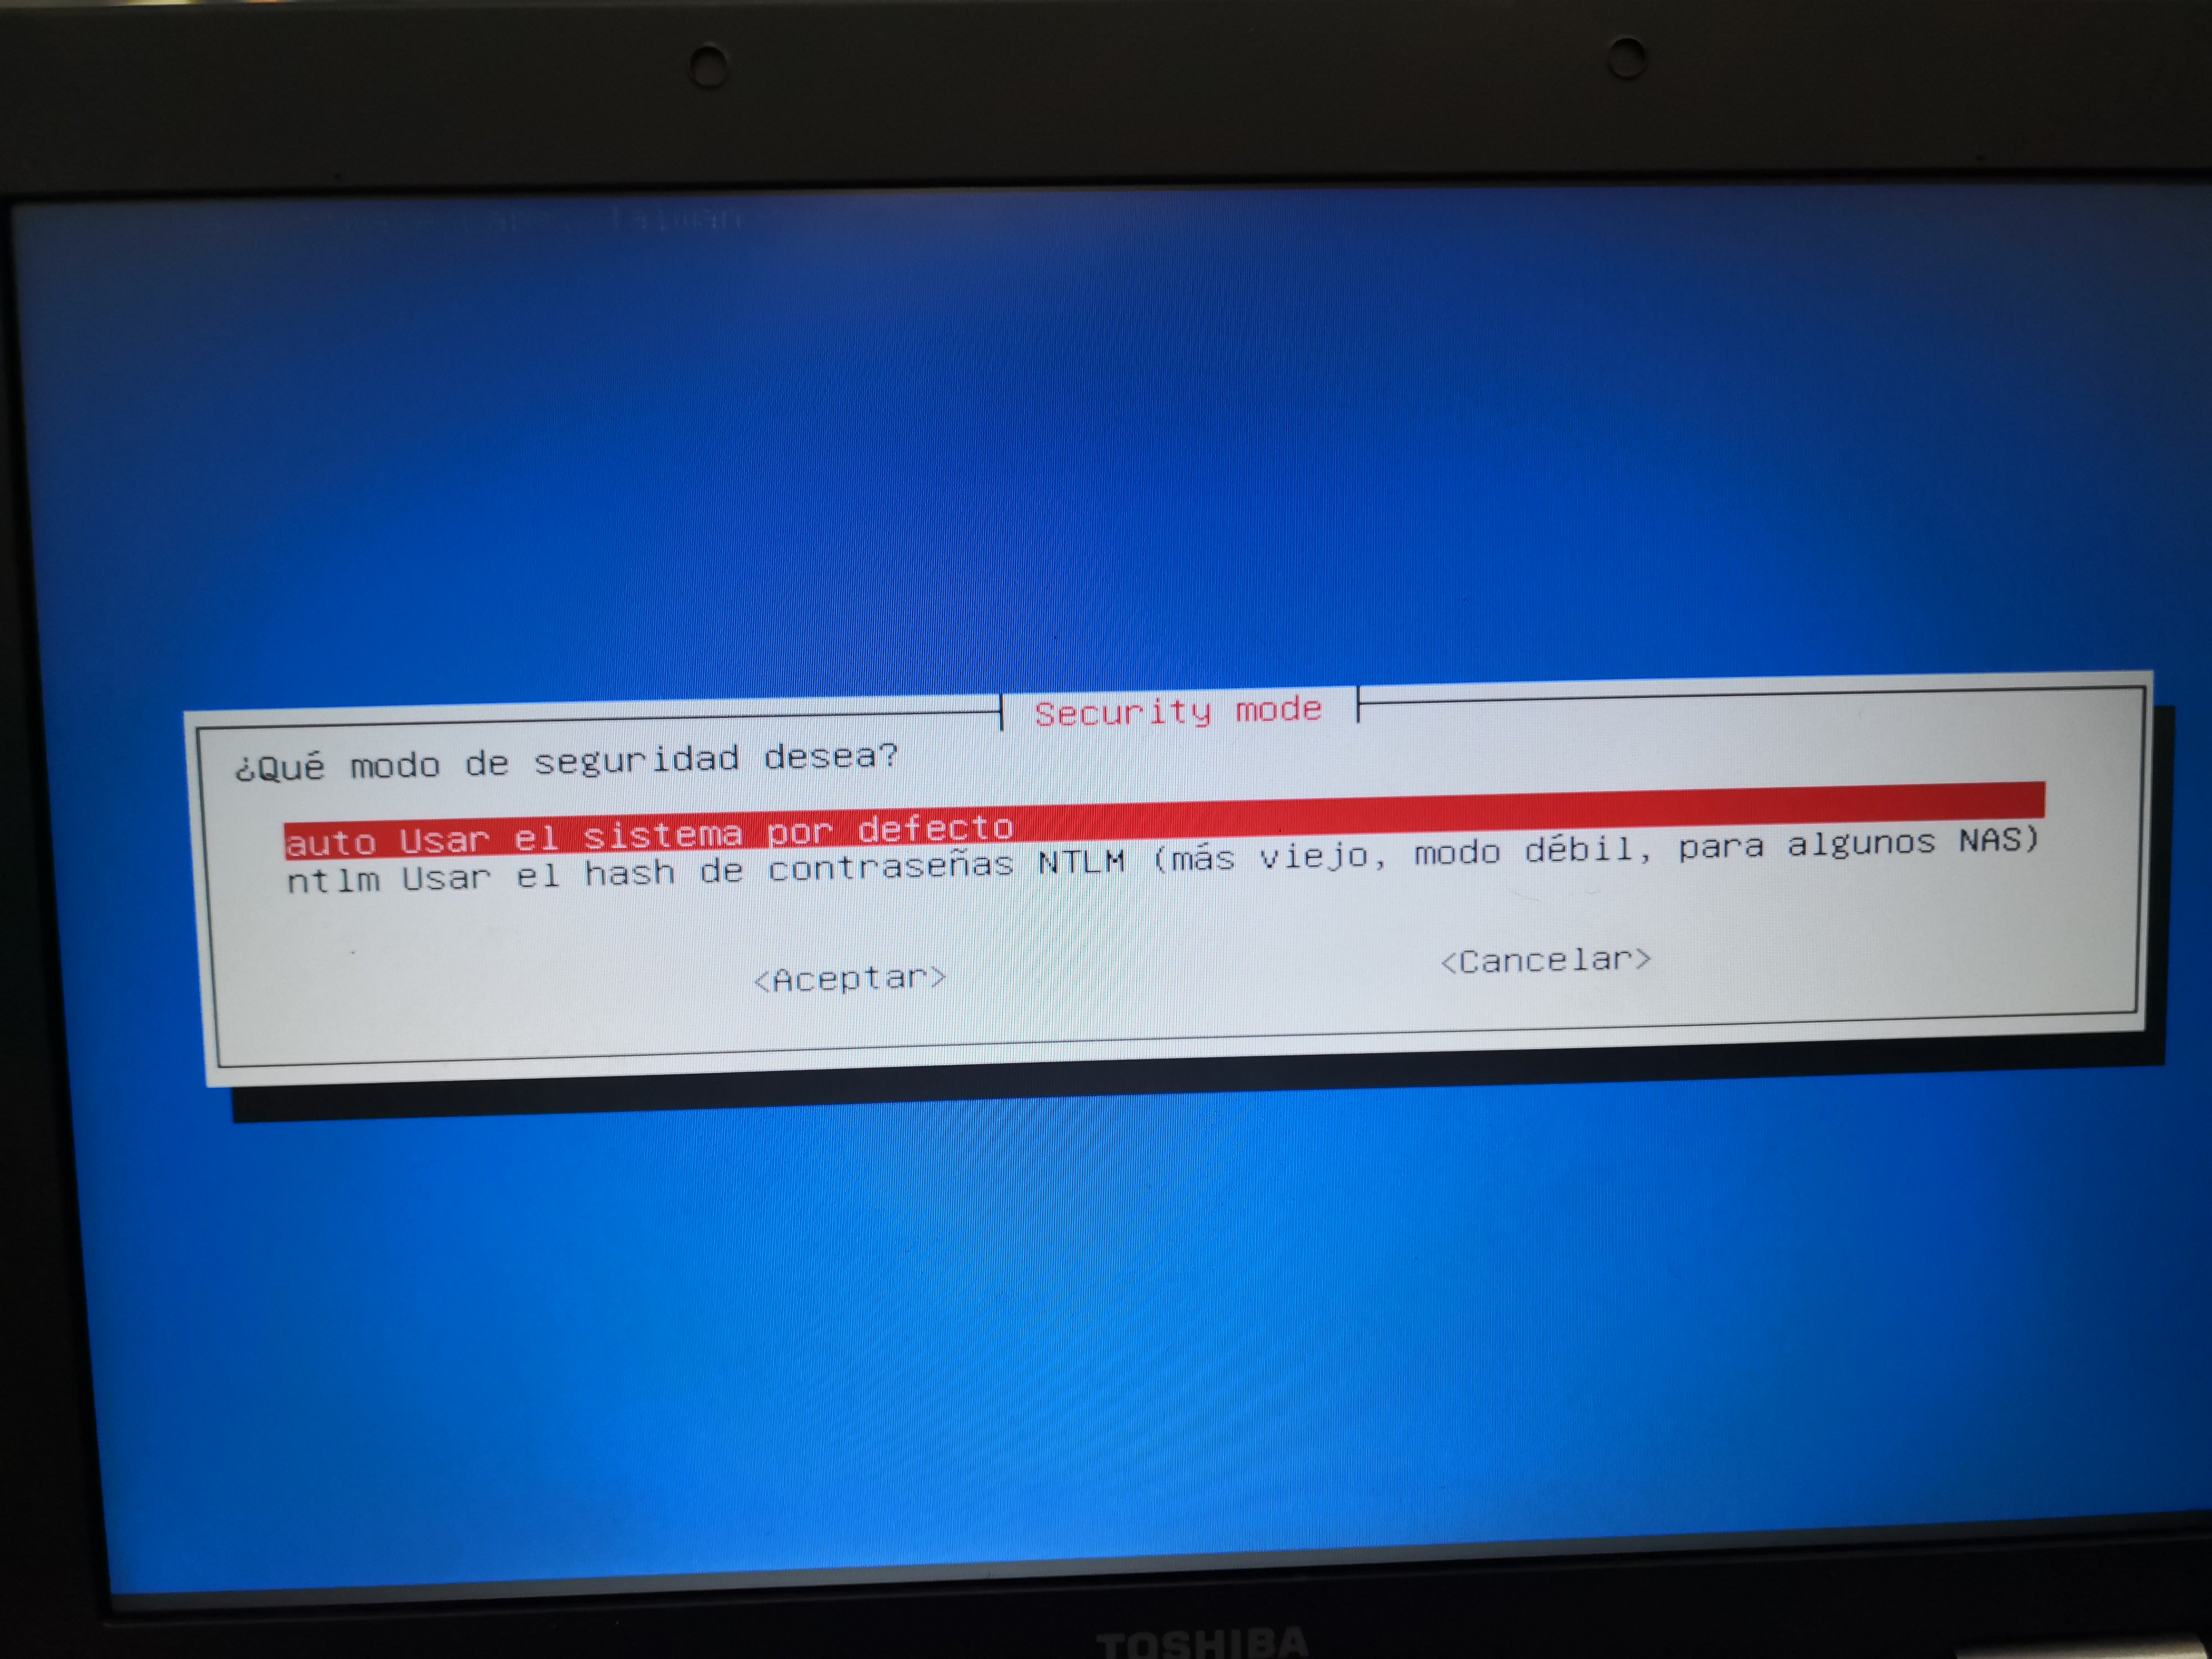 Security mode
¿Qué modo de seguridad desea?
auto Usar el sistema por defecto
ntlm Usar el hash de contraseñas NTLM (más viejo, modo débil, para algunos NAS)
<Aceptar> <Cancelar>
TOSHIBA